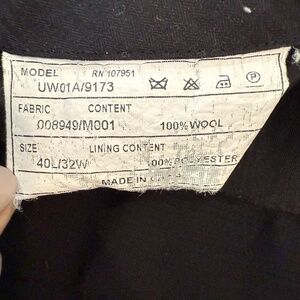 MODEL RN 107951
UW01A/9173
FABRIC CONTENT
008949/M001 100% WOOL
SIZE LINING CONTENT
40L/32W 100% POLYESTER
MADE IN